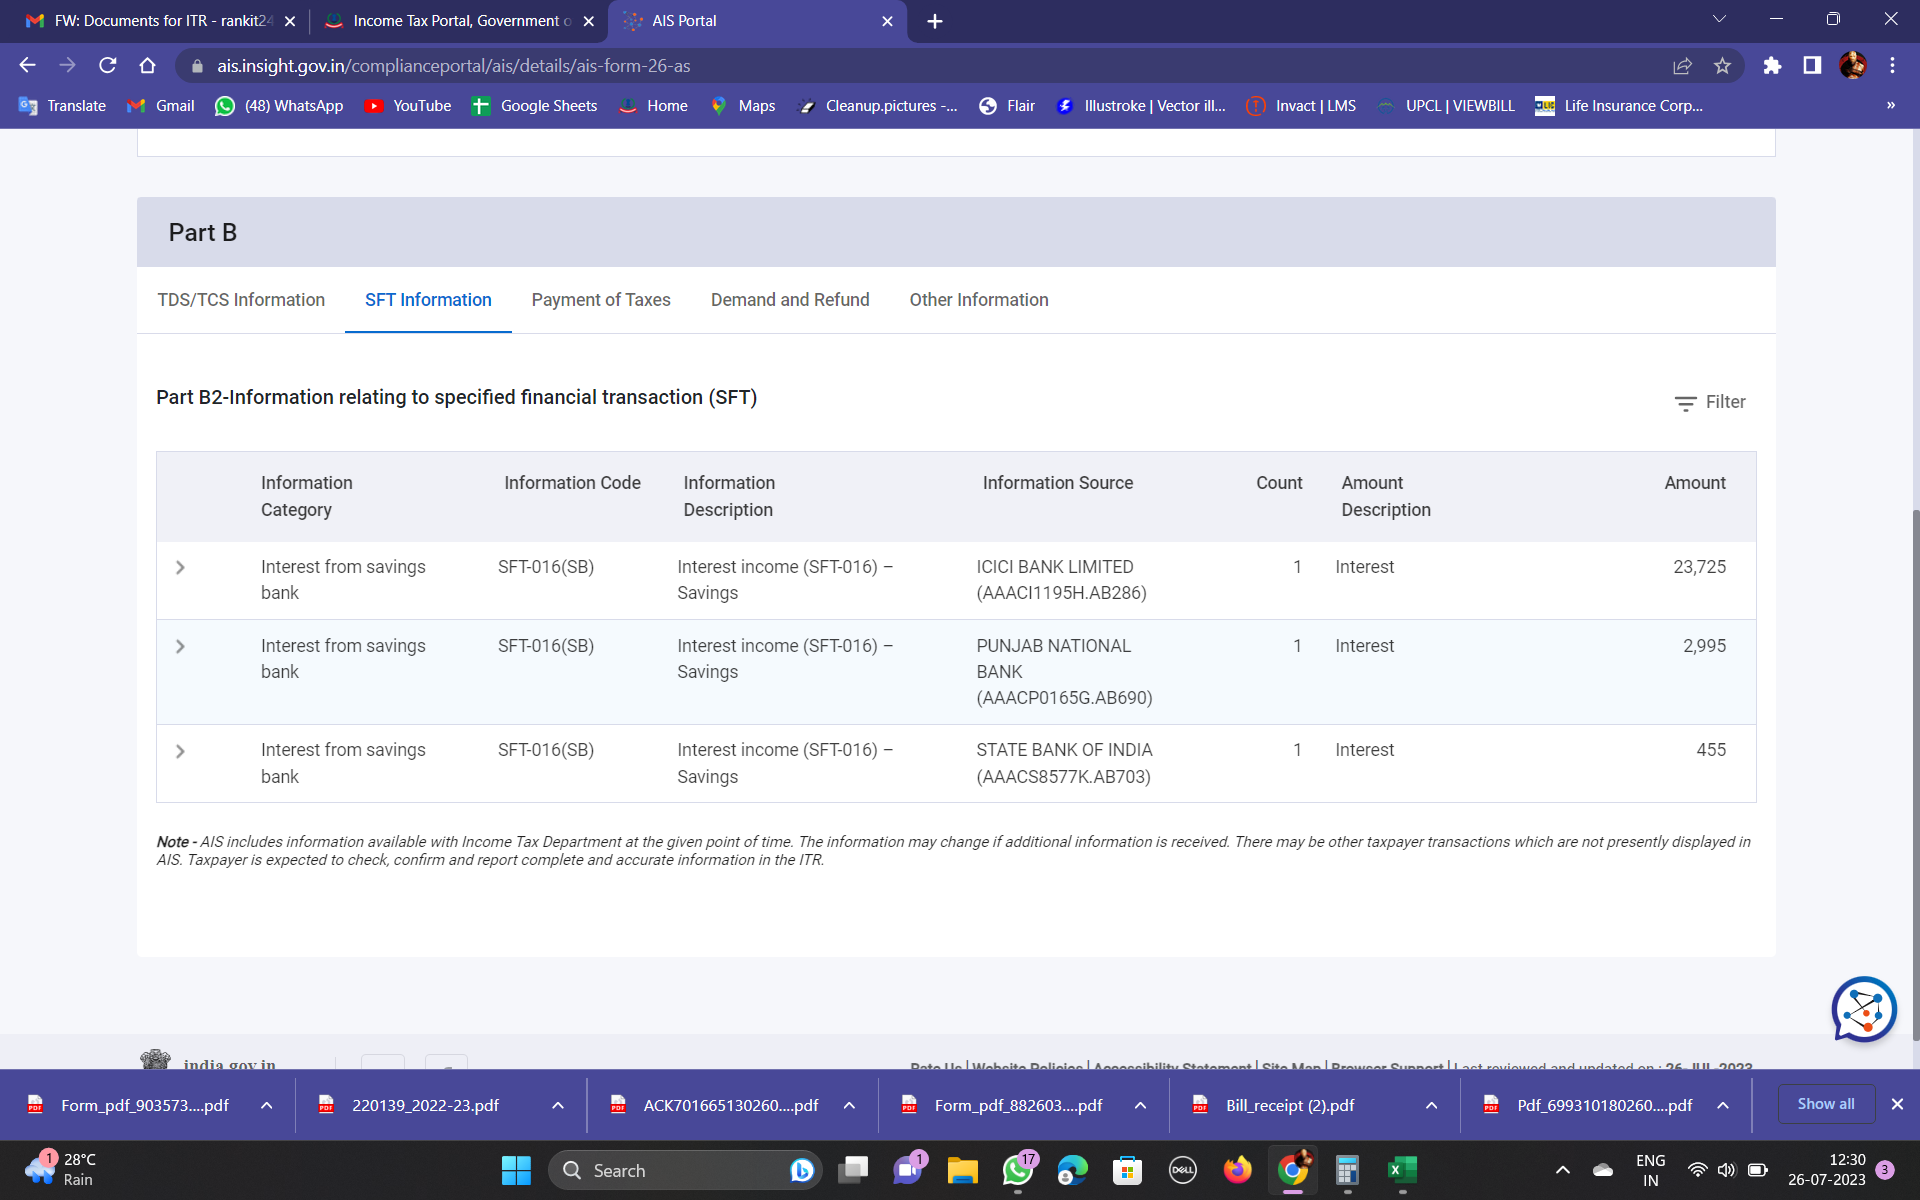 FW: Documents for ITR - rankit24
Income Tax Portal, Government o
AIS Portal
ais.insight.gov.in/complianceportal/ais/details/ais-form-26-as
Translate Gmail (48) WhatsApp YouTube Google Sheets Home Maps Cleanup.pictures -... Flair Illustroke | Vector ill... Invact | LMS UPCL | VIEWBILL Life Insurance Corp... »
Part B
TDS/TCS Information SFT Information Payment of Taxes Demand and Refund Other Information
Part B2-Information relating to specified financial transaction (SFT)
Filter
Information Category Information Code Information Description Information Source Count Amount Description Amount
Interest from savings bank SFT-016(SB) Interest income (SFT-016) – Savings ICICI BANK LIMITED (AAACI1195H.AB286) 1 Interest 23,725
Interest from savings bank SFT-016(SB) Interest income (SFT-016) – Savings PUNJAB NATIONAL BANK (AAACP0165G.AB690) 1 Interest 2,995
Interest from savings bank SFT-016(SB) Interest income (SFT-016) – Savings STATE BANK OF INDIA (AAACS8577K.AB703) 1 Interest 455
Note - AIS includes information available with Income Tax Department at the given point of time. The information may change if additional information is received. There may be other taxpayer transactions which are not presently displayed in
AIS. Taxpayer is expected to check, confirm and report complete and accurate information in the ITR.
india.gov.in
Rate Us | Website Policies | Accessibility Statement | Site Map | Browser Support | Last reviewed and updated on : 26-JUL-2023
Form_pdf_903573....pdf 220139_2022-23.pdf ACK701665130260....pdf Form_pdf_882603....pdf Bill_receipt (2).pdf Pdf_699310180260....pdf Show all
1 28°C
Rain
Search
1
17
DELL
ENG
IN
12:30
26-07-2023
3